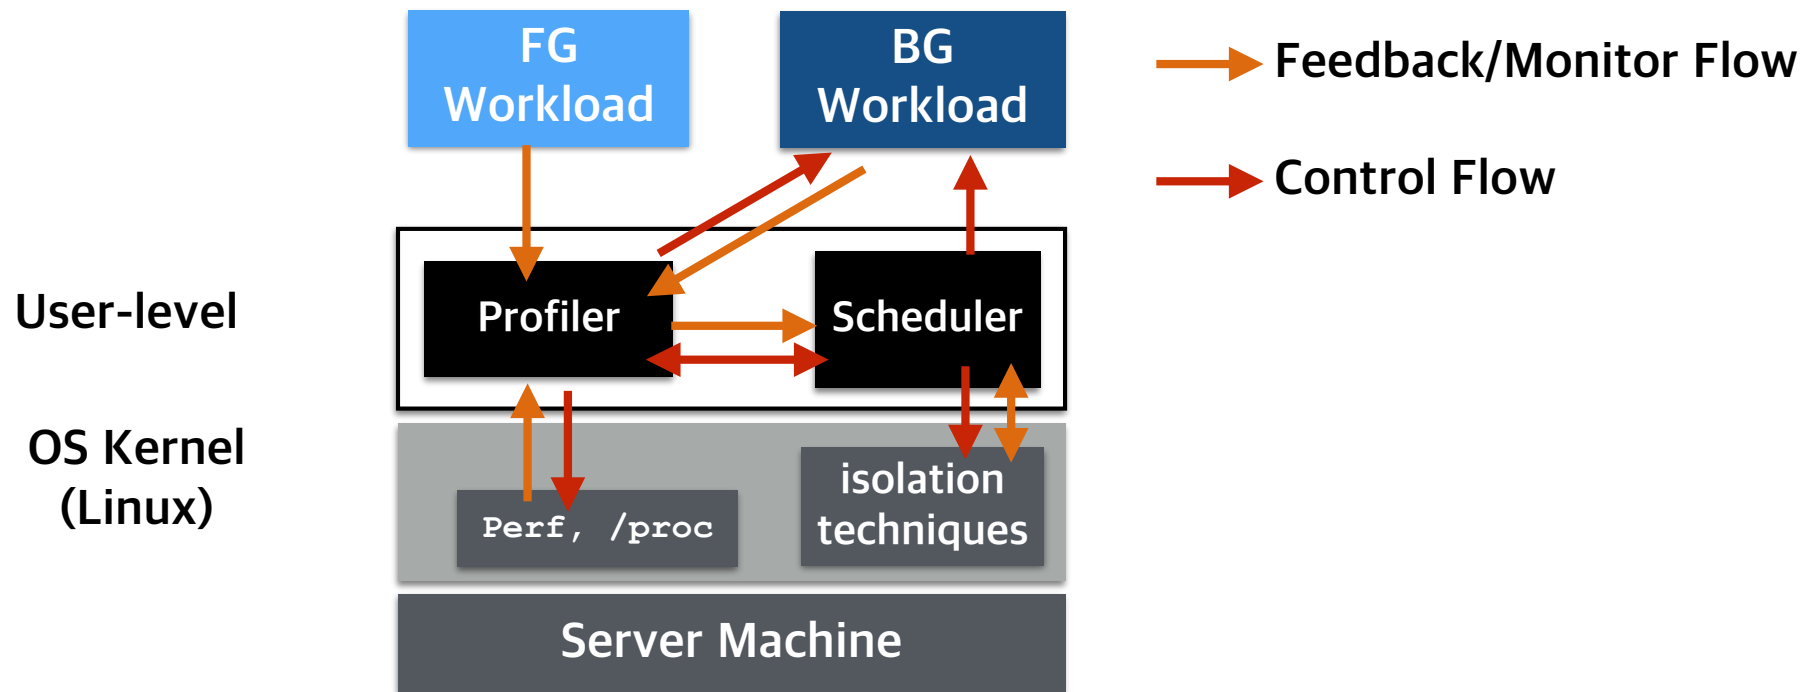 FG
Workload
BG
Workload
Feedback/Monitor Flow
Control Flow
User-level
Profiler
Scheduler
OS Kernel
(Linux)
Perf, /proc
isolation
techniques
Server Machine